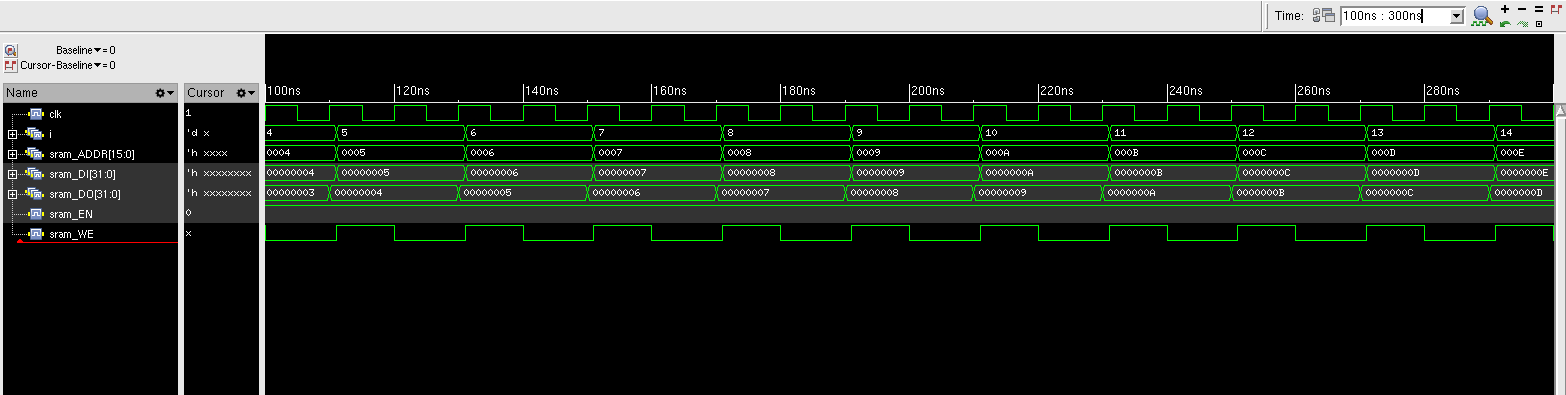 Time: 100ns : 300ns
Baseline▼= 0
Cursor-Baseline▼= 0
Name Cursor 100ns 120ns 140ns 160ns 180ns 200ns 220ns 240ns 260ns 280ns
clk 1
i 'd x 4 5 6 7 8 9 10 11 12 13 14
sram_ADDR[15:0] 'h xxxx 0004 0005 0006 0007 0008 0009 000A 000B 000C 000D 000E
sram_DI[31:0] 'h xxxxxxxx 00000004 00000005 00000006 00000007 00000008 00000009 0000000A 0000000B 0000000C 0000000D 0000000E
sram_DO[31:0] 'h xxxxxxxx 00000003 00000004 00000005 00000006 00000007 00000008 00000009 0000000A 0000000B 0000000C 0000000D
sram_EN 0
sram_WE x